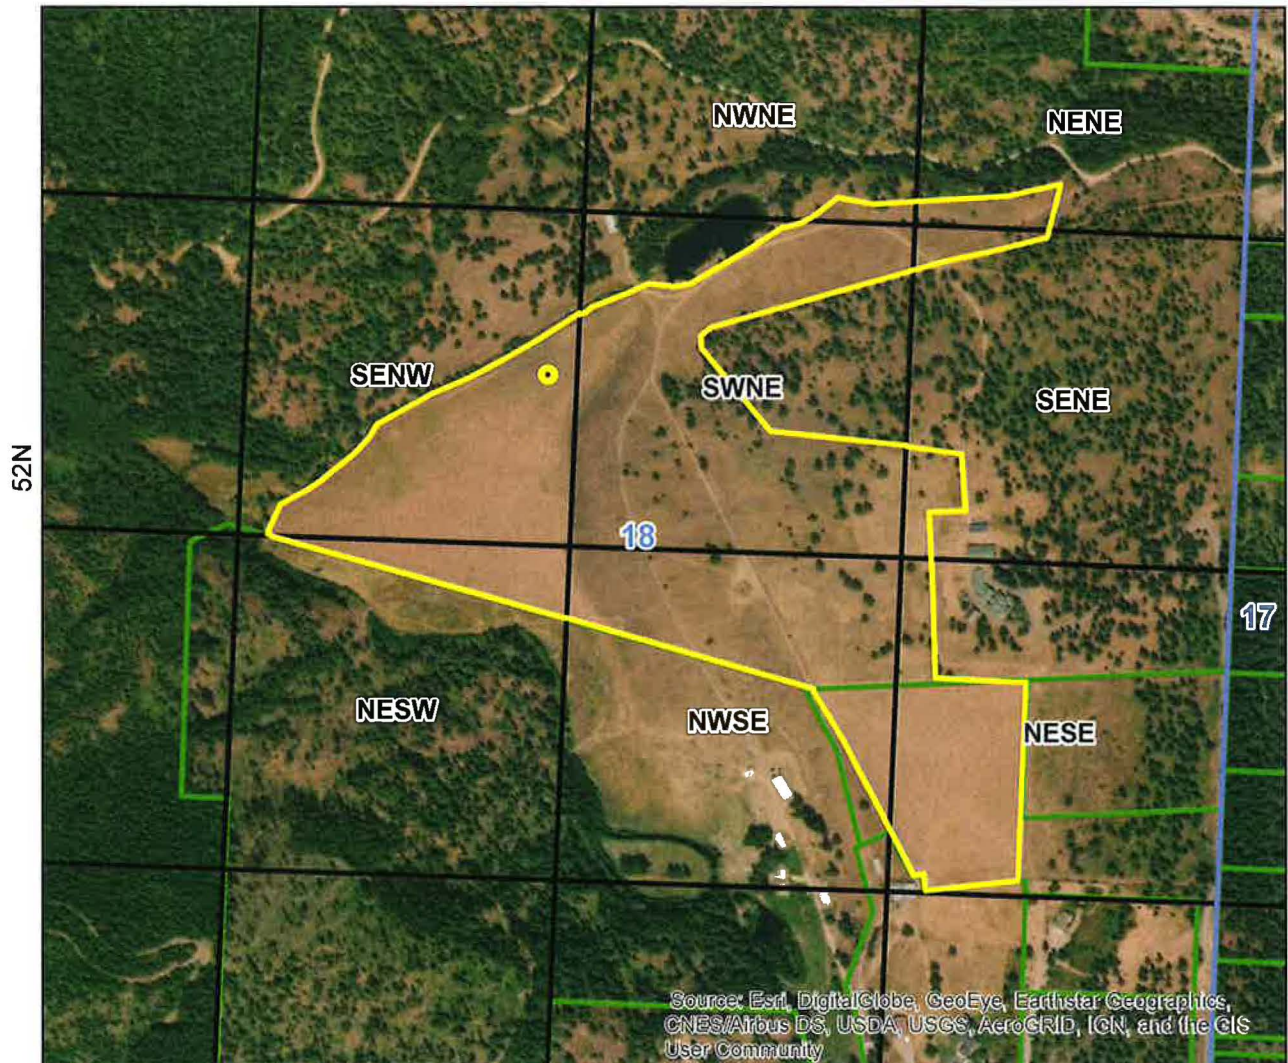 NWNE
NENE
SENW
SWNE
SENE
52N
18
17
NESW
NWSE
NESE
Source: Esri, DigitalGlobe, GeoEye, Earthstar Geographics,
CNES/Airbus DS, USDA, USGS, AeroGRID, IGN, and the GIS
User Community